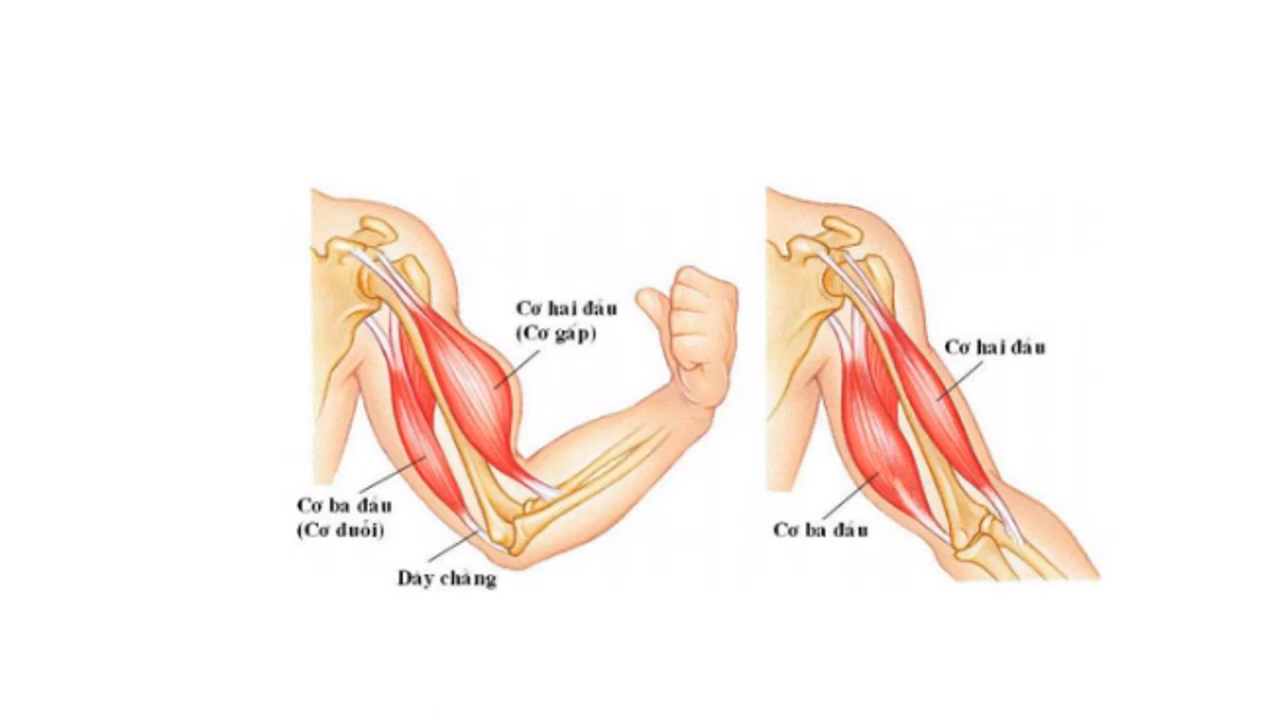 Cơ hai đầu
(Cơ gấp)
Cơ hai đầu
Cơ ba đầu
(Cơ duỗi)
Cơ ba đầu
Dây chằng